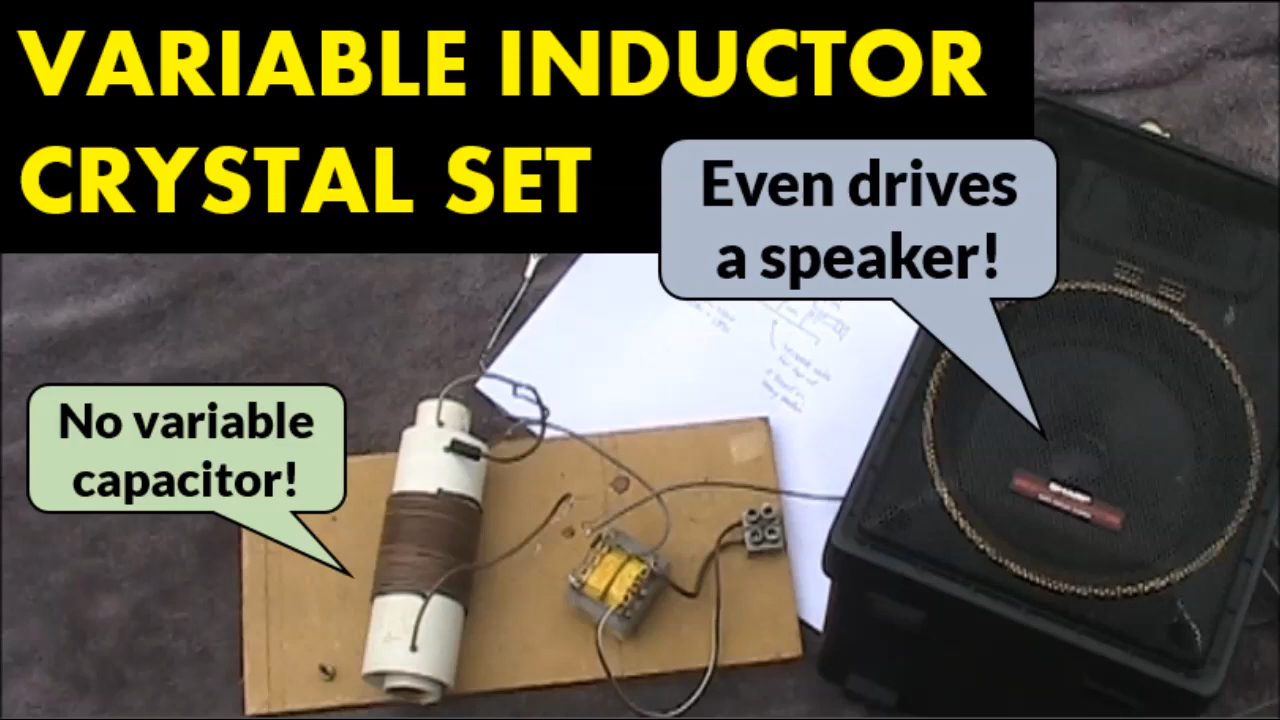 VARIABLE INDUCTOR
CRYSTAL SET
Even drives
a speaker!
No variable
capacitor!